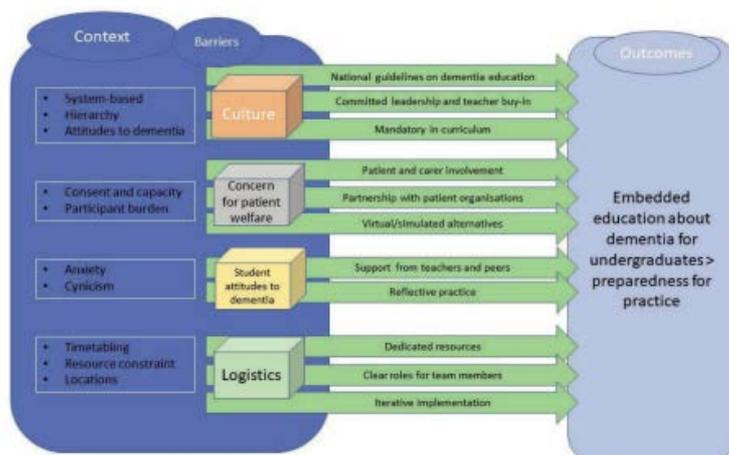 Context
Barriers
Outcomes
• System-based
• Hierarchy
• Attitudes to dementia
Culture
National guidelines on dementia education
Committed leadership and teacher buy-in
Mandatory in curriculum
• Consent and capacity
• Participant burden
Concern
for patient
welfare
Patient and carer involvement
Partnership with patient organisations
Virtual/simulated alternatives
• Anxiety
• Cynicism
Student
attitudes to
dementia
Support from teachers and peers
Reflective practice
• Timetabling
• Resource constraint
• Locations
Logistics
Dedicated resources
Clear roles for team members
Iterative implementation
Embedded
education about
dementia for
undergraduates>
preparedness for
practice